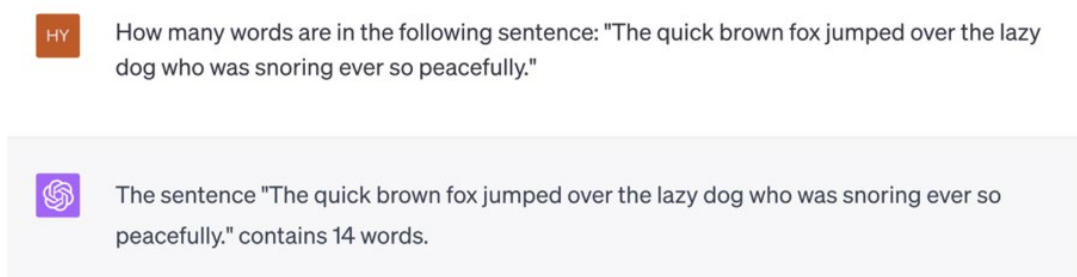 HY
How many words are in the following sentence: "The quick brown fox jumped over the lazy
dog who was snoring ever so peacefully."
The sentence "The quick brown fox jumped over the lazy dog who was snoring ever so
peacefully." contains 14 words.